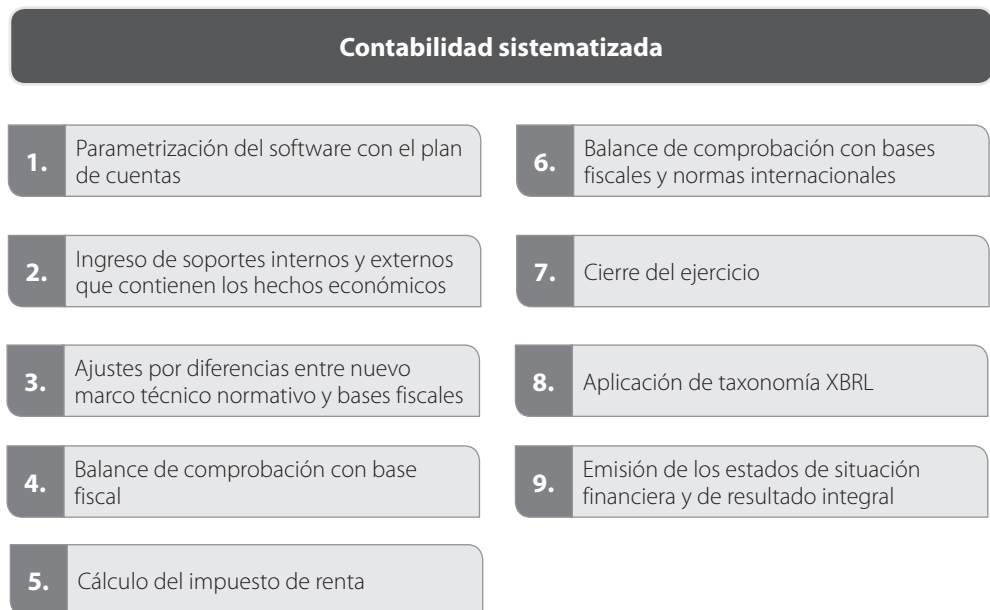 Contabilidad sistematizada
1. Parametrización del software con el plan
de cuentas
2. Ingreso de soportes internos y externos
que contienen los hechos económicos
3. Ajustes por diferencias entre nuevo
marco técnico normativo y bases fiscales
4. Balance de comprobación con base
fiscal
5. Cálculo del impuesto de renta
6. Balance de comprobación con bases
fiscales y normas internacionales
7. Cierre del ejercicio
8. Aplicación de taxonomía XBRL
9. Emisión de los estados de situación
financiera y de resultado integral